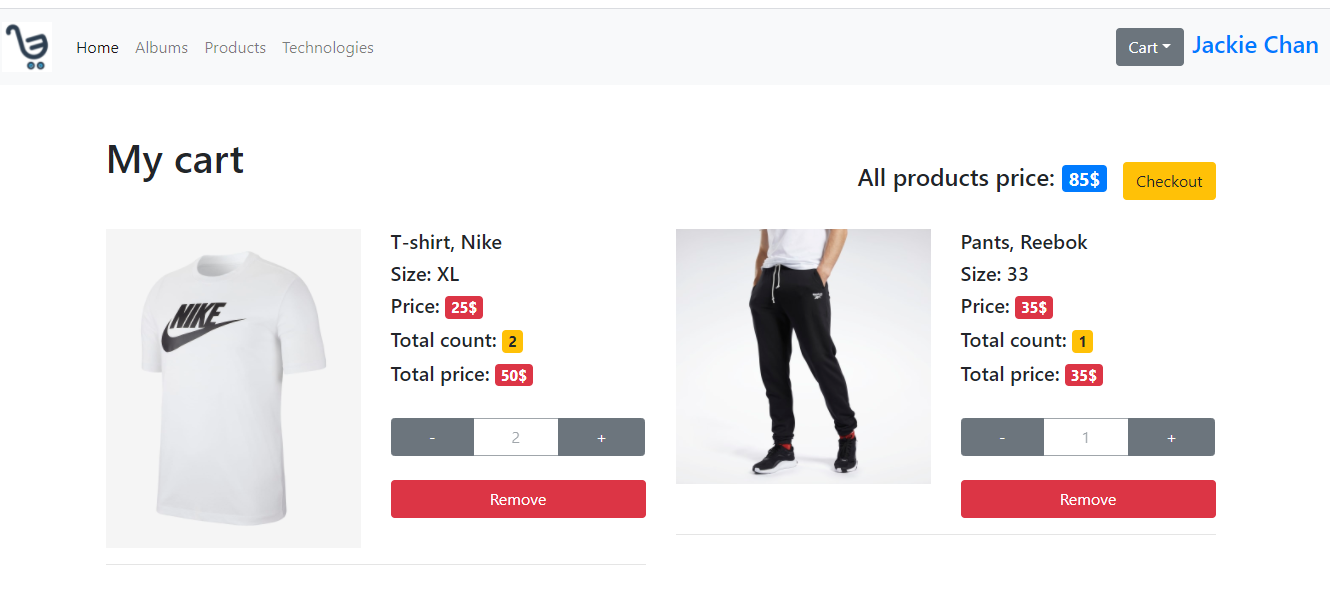 Home Albums Products Technologies
Cart Jackie Chan
My cart
All products price: 85$ Checkout
NIKE
T-shirt, Nike
Size: XL
Price: 25$
Total count: 2
Total price: 50$
- 2 +
Remove
Pants, Reebok
Size: 33
Price: 35$
Total count: 1
Total price: 35$
- 1 +
Remove